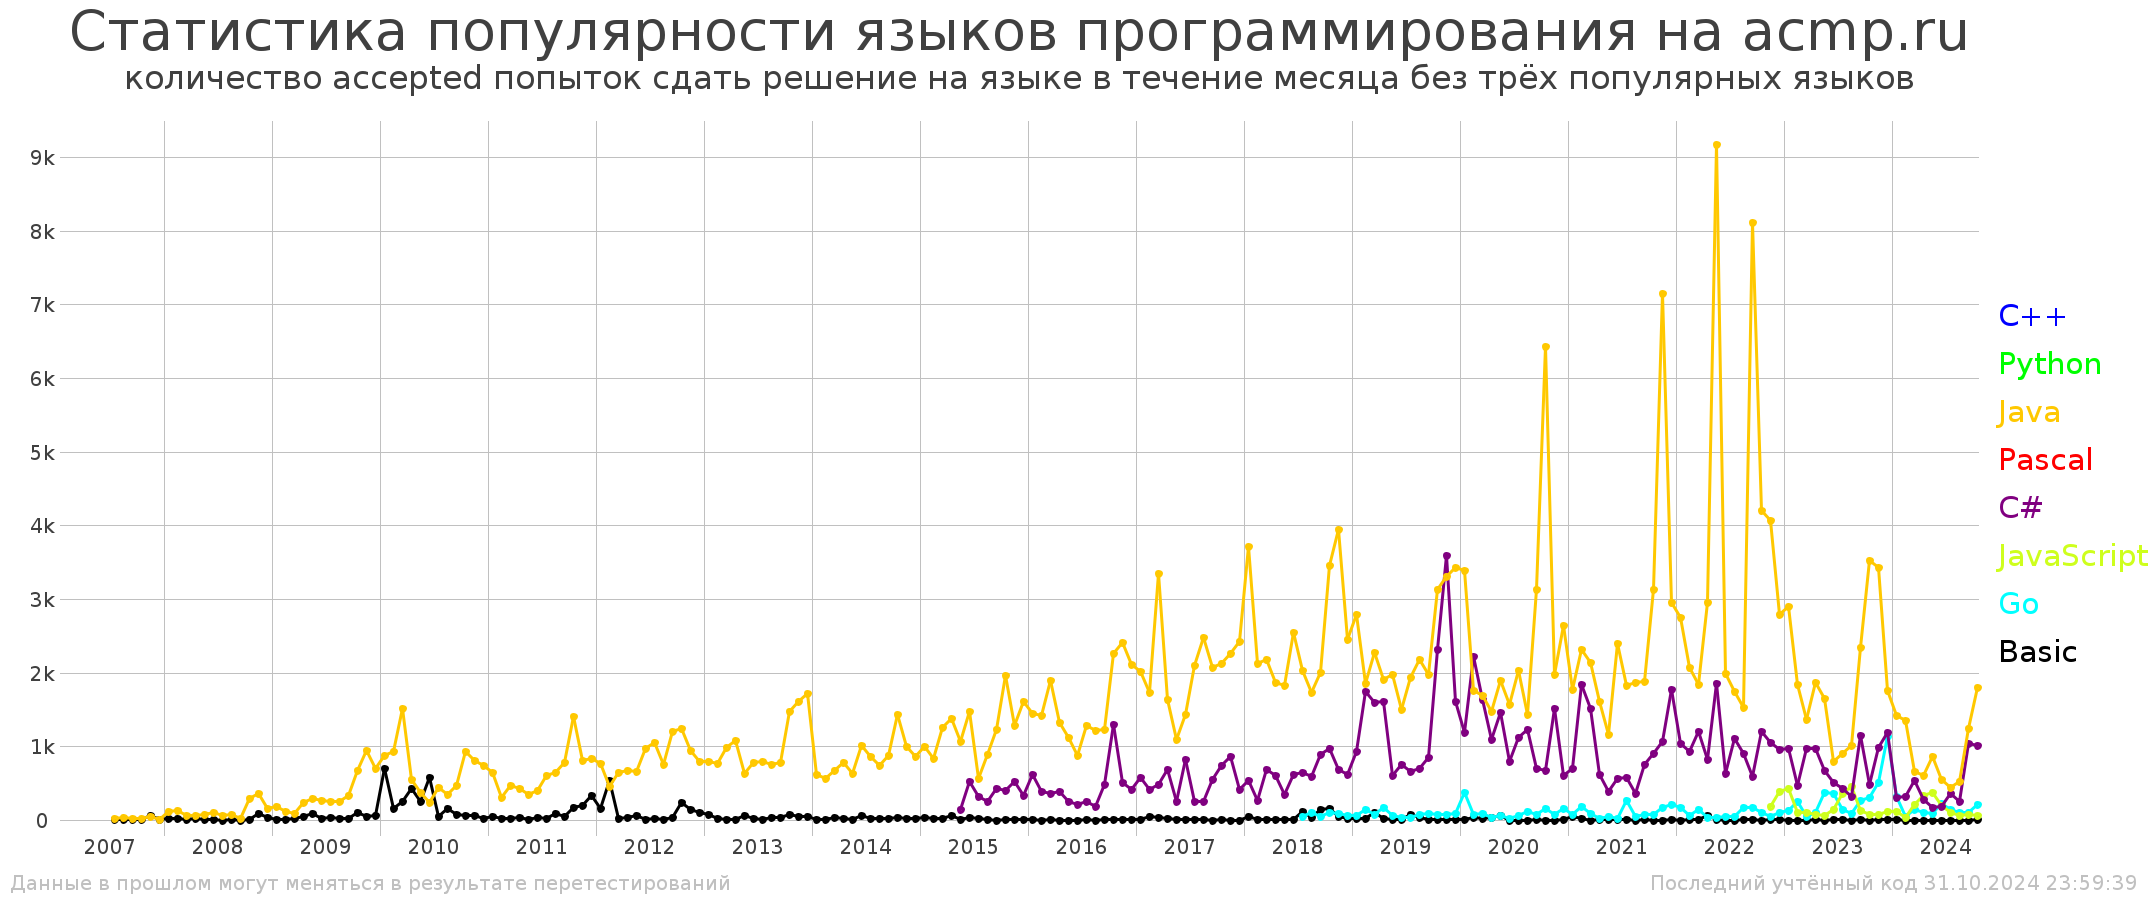 Статистика популярности языков программирования на acmp.ru
количество accepted попыток сдать решение на языке в течение месяца без трёх популярных языков
9k
8k
7k
6k
5k
4k
3k
2k
1k
0
2007 2008 2009 2010 2011 2012 2013 2014 2015 2016 2017 2018 2019 2020 2021 2022 2023 2024
C++
Python
Java
Pascal
C#
JavaScript
Go
Basic
Данные в прошлом могут меняться в результате перетестирований
Последний учтённый код 31.10.2024 23:59:39